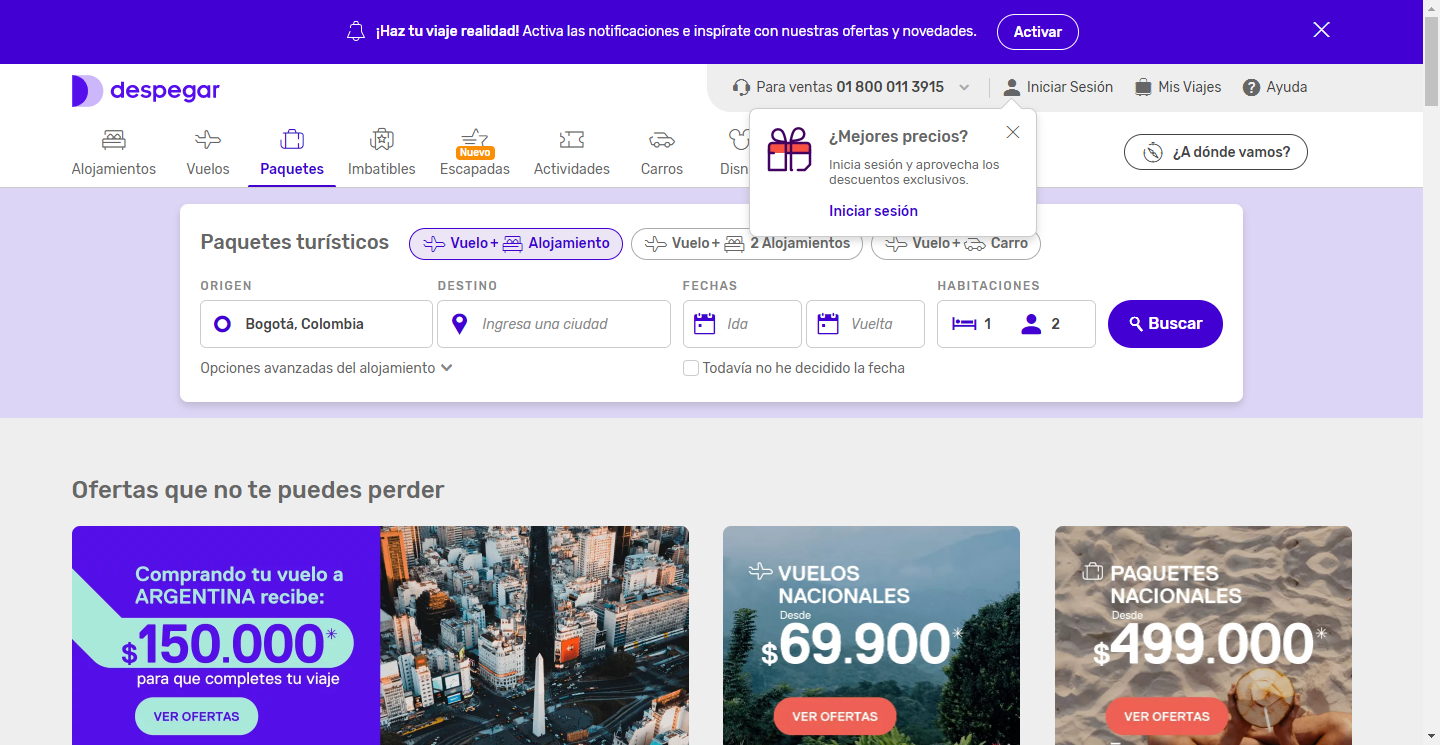 ¡Haz tu viaje realidad! Activa las notificaciones e inspírate con nuestras ofertas y novedades.
Activar
despegar
Para ventas 01 800 011 3915
Iniciar Sesión
Mis Viajes
Ayuda
Alojamientos
Vuelos
Paquetes
Imbatibles
Nuevo
Escapadas
Actividades
Carros
Disn
¿A dónde vamos?
¿Mejores precios?
Inicia sesión y aprovecha los
descuentos exclusivos.
Iniciar sesión
Paquetes turísticos
Vuelo + Alojamiento
Vuelo + 2 Alojamientos
Vuelo + Carro
ORIGEN
DESTINO
FECHAS
HABITACIONES
Bogotá, Colombia
Ingresa una ciudad
Ida
Vuelta
1
2
Buscar
Opciones avanzadas del alojamiento
Todavía no he decidido la fecha
Ofertas que no te puedes perder
Comprando tu vuelo a
ARGENTINA recibe:
$150.000*
para que completes tu viaje
VER OFERTAS
VUELOS
NACIONALES
Desde
$69.900*
VER OFERTAS
PAQUETES
NACIONALES
Desde
$499.000*
VER OFERTAS